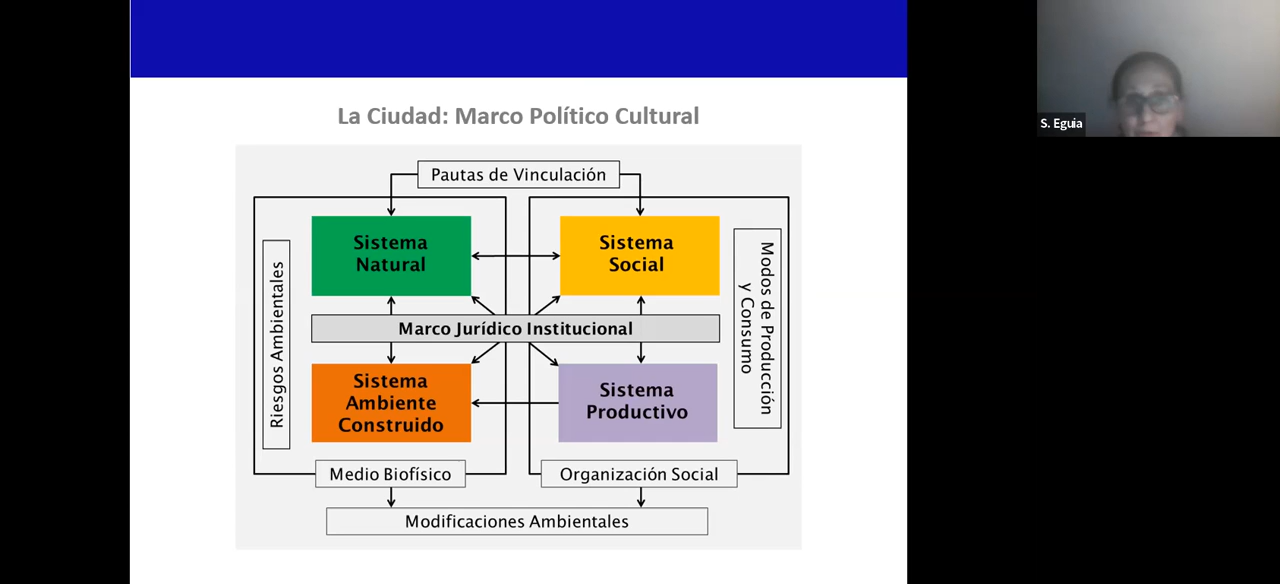 La Ciudad: Marco Político Cultural
S. Eguia
Pautas de Vinculación
Sistema
Natural
Sistema
Social
Riesgos Ambientales
Modos de Producción
y Consumo
Marco Jurídico Institucional
Sistema
Ambiente
Construido
Sistema
Productivo
Medio Biofísico
Organización Social
Modificaciones Ambientales